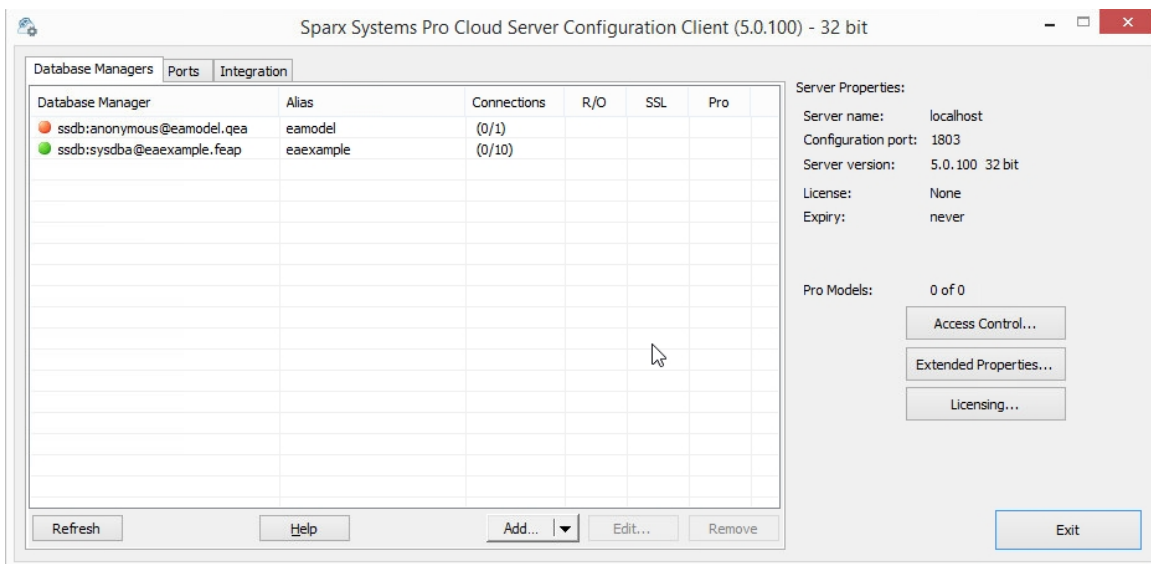 Sparx Systems Pro Cloud Server Configuration Client (5.0.100) - 32 bit
Database Managers Ports Integration
Database Manager Alias Connections R/O SSL Pro
ssdb:anonymous@eamodel.qea eamodel (0/1)
ssdb:sysdba@eaexample.feap eaexample (0/10)
Refresh Help Add... Edit... Remove
Server Properties:
Server name: localhost
Configuration port: 1803
Server version: 5.0.100 32 bit
License: None
Expiry: never
Pro Models: 0 of 0
Access Control...
Extended Properties...
Licensing...
Exit